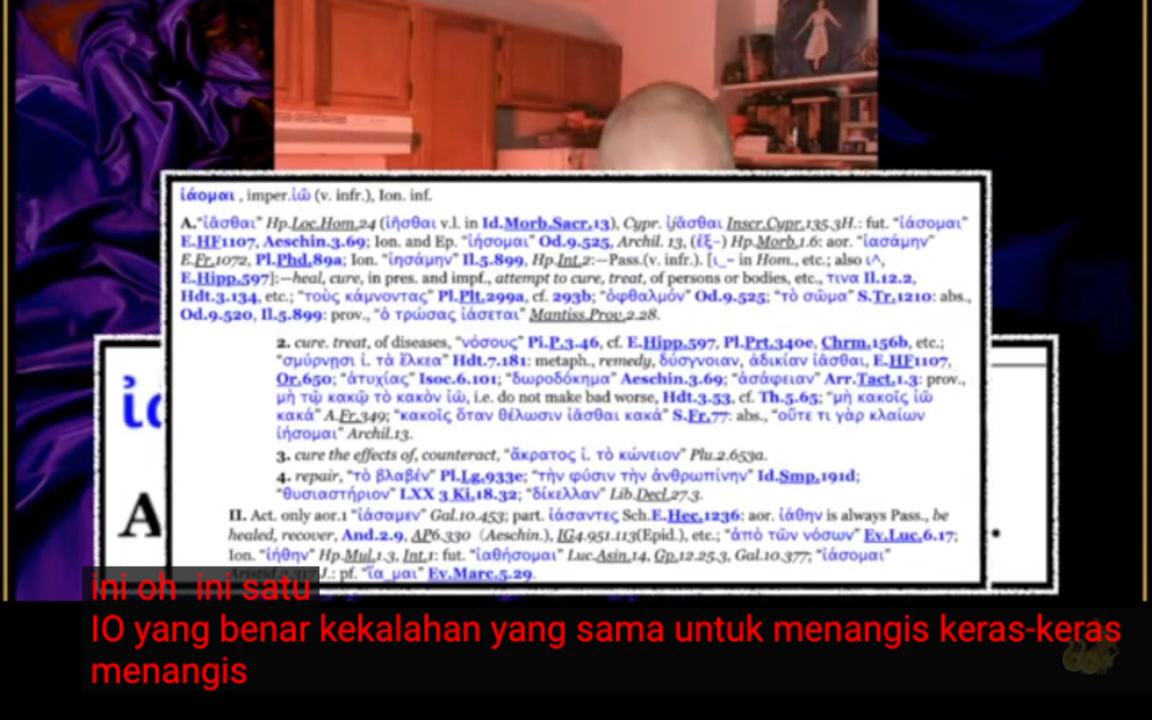 ἰάομαι , imper.ἰῶ (v. infr.), Ion. inf.
A."ἰᾶσθαι" Hp.Loc.Hom.24 (ἰῆσθαι v.l. in Id.Morb.Sacr.13), Cypr. ἰjᾶσθαι Inscr.Cypr.135.3H.: fut. "ἰάσομαι"
E.HF1107, Aeschin.3.69; Ion. and Ep. "ἰήσομαι" Od.9.525, Archil. 13, (ἐξ-) Hp.Morb.1.6: aor. "ἰασάμην"
E.Fr.1072, Pl.Phd.89a; Ion. "ἰησάμην" Il.5.899, Hp.Int.2:—Pass.(v. infr.). [ι_- in Hom., etc.; also ι^,
E.Hipp.597]:—heal, cure, in pres. and impf., attempt to cure, treat, of persons or bodies, etc., τινα Il.12.2,
Hdt.3.134, etc.; "τοὺς κάμνοντας" Pl.Plt.299a, cf. 293b; "ὀφθαλμόν" Od.9.525; "τὸ σῶμα" S.Tr.1210: abs.,
Od.9.520, Il.5.899: prov., "ὁ τρώσας ἰάσεται" Mantiss.Prov.2.28.
2. cure. treat, of diseases, "νόσους" Pi.P.3.46, cf. E.Hipp.597, Pl.Prt.340e, Chrm.156b, etc.;
"σμύρνῃσι ἰ. τὰ ἕλκεα" Hdt.7.181: metaph., remedy, δύσγνοιαν, ἀδικίαν ἰᾶσθαι, E.HF1107,
Or.650; "ἀτυχίας" Isoc.6.101; "δωροδόκημα" Aeschin.3.69; "ἀσάφειαν" Arr.Tact.1.3: prov.,
μὴ τῷ κακῷ τὸ κακὸν ἰῶ, i.e. do not make bad worse, Hdt.3.53, cf. Th.5.65; "μὴ κακοῖς ἰῶ
κακά" A.Fr.349; "κακοῖς ὅταν θέλωσιν ἰᾶσθαι κακά" S.Fr.77: abs., "οὔτε τι γὰρ κλαίων
ἰήσομαι" Archil.13.
3. cure the effects of, counteract, "ἄκρατος ἰ. τὸ κώνειον" Plu.2.653a.
4. repair, "τὸ βλαβέν" Pl.Lg.933e; "τὴν φύσιν τὴν ἀνθρωπίνην" Id.Smp.191d;
"θυσιαστήριον" LXX 3 Ki.18.32; "δίκελλαν" Lib.Decl.27.3.
II. Act. only aor.1 "ἰάσαμεν" Gal.10.453; part. ἰάσαντες Sch.E.Hec.1236: aor. ἰάθην is always Pass., be
healed, recover, And.2.9, AP6.330 (Aeschin.), IG4.951.113(Epid.), etc.; "ἀπὸ τῶν νόσων" Ev.Luc.6.17;
Ion. "ἰήθην" Hp.Mul.1.3, Int.1: fut. "ἰαθήσομαι" Luc.Asin.14, Gp.12.25.3, Gal.10.377; "ἰάσομαι"
J.: pf. "ἴα_μαι" Ev.Marc.5.29.
A
ini oh ini satu
IO yang benar kekalahan yang sama untuk menangis keras-keras
menangis